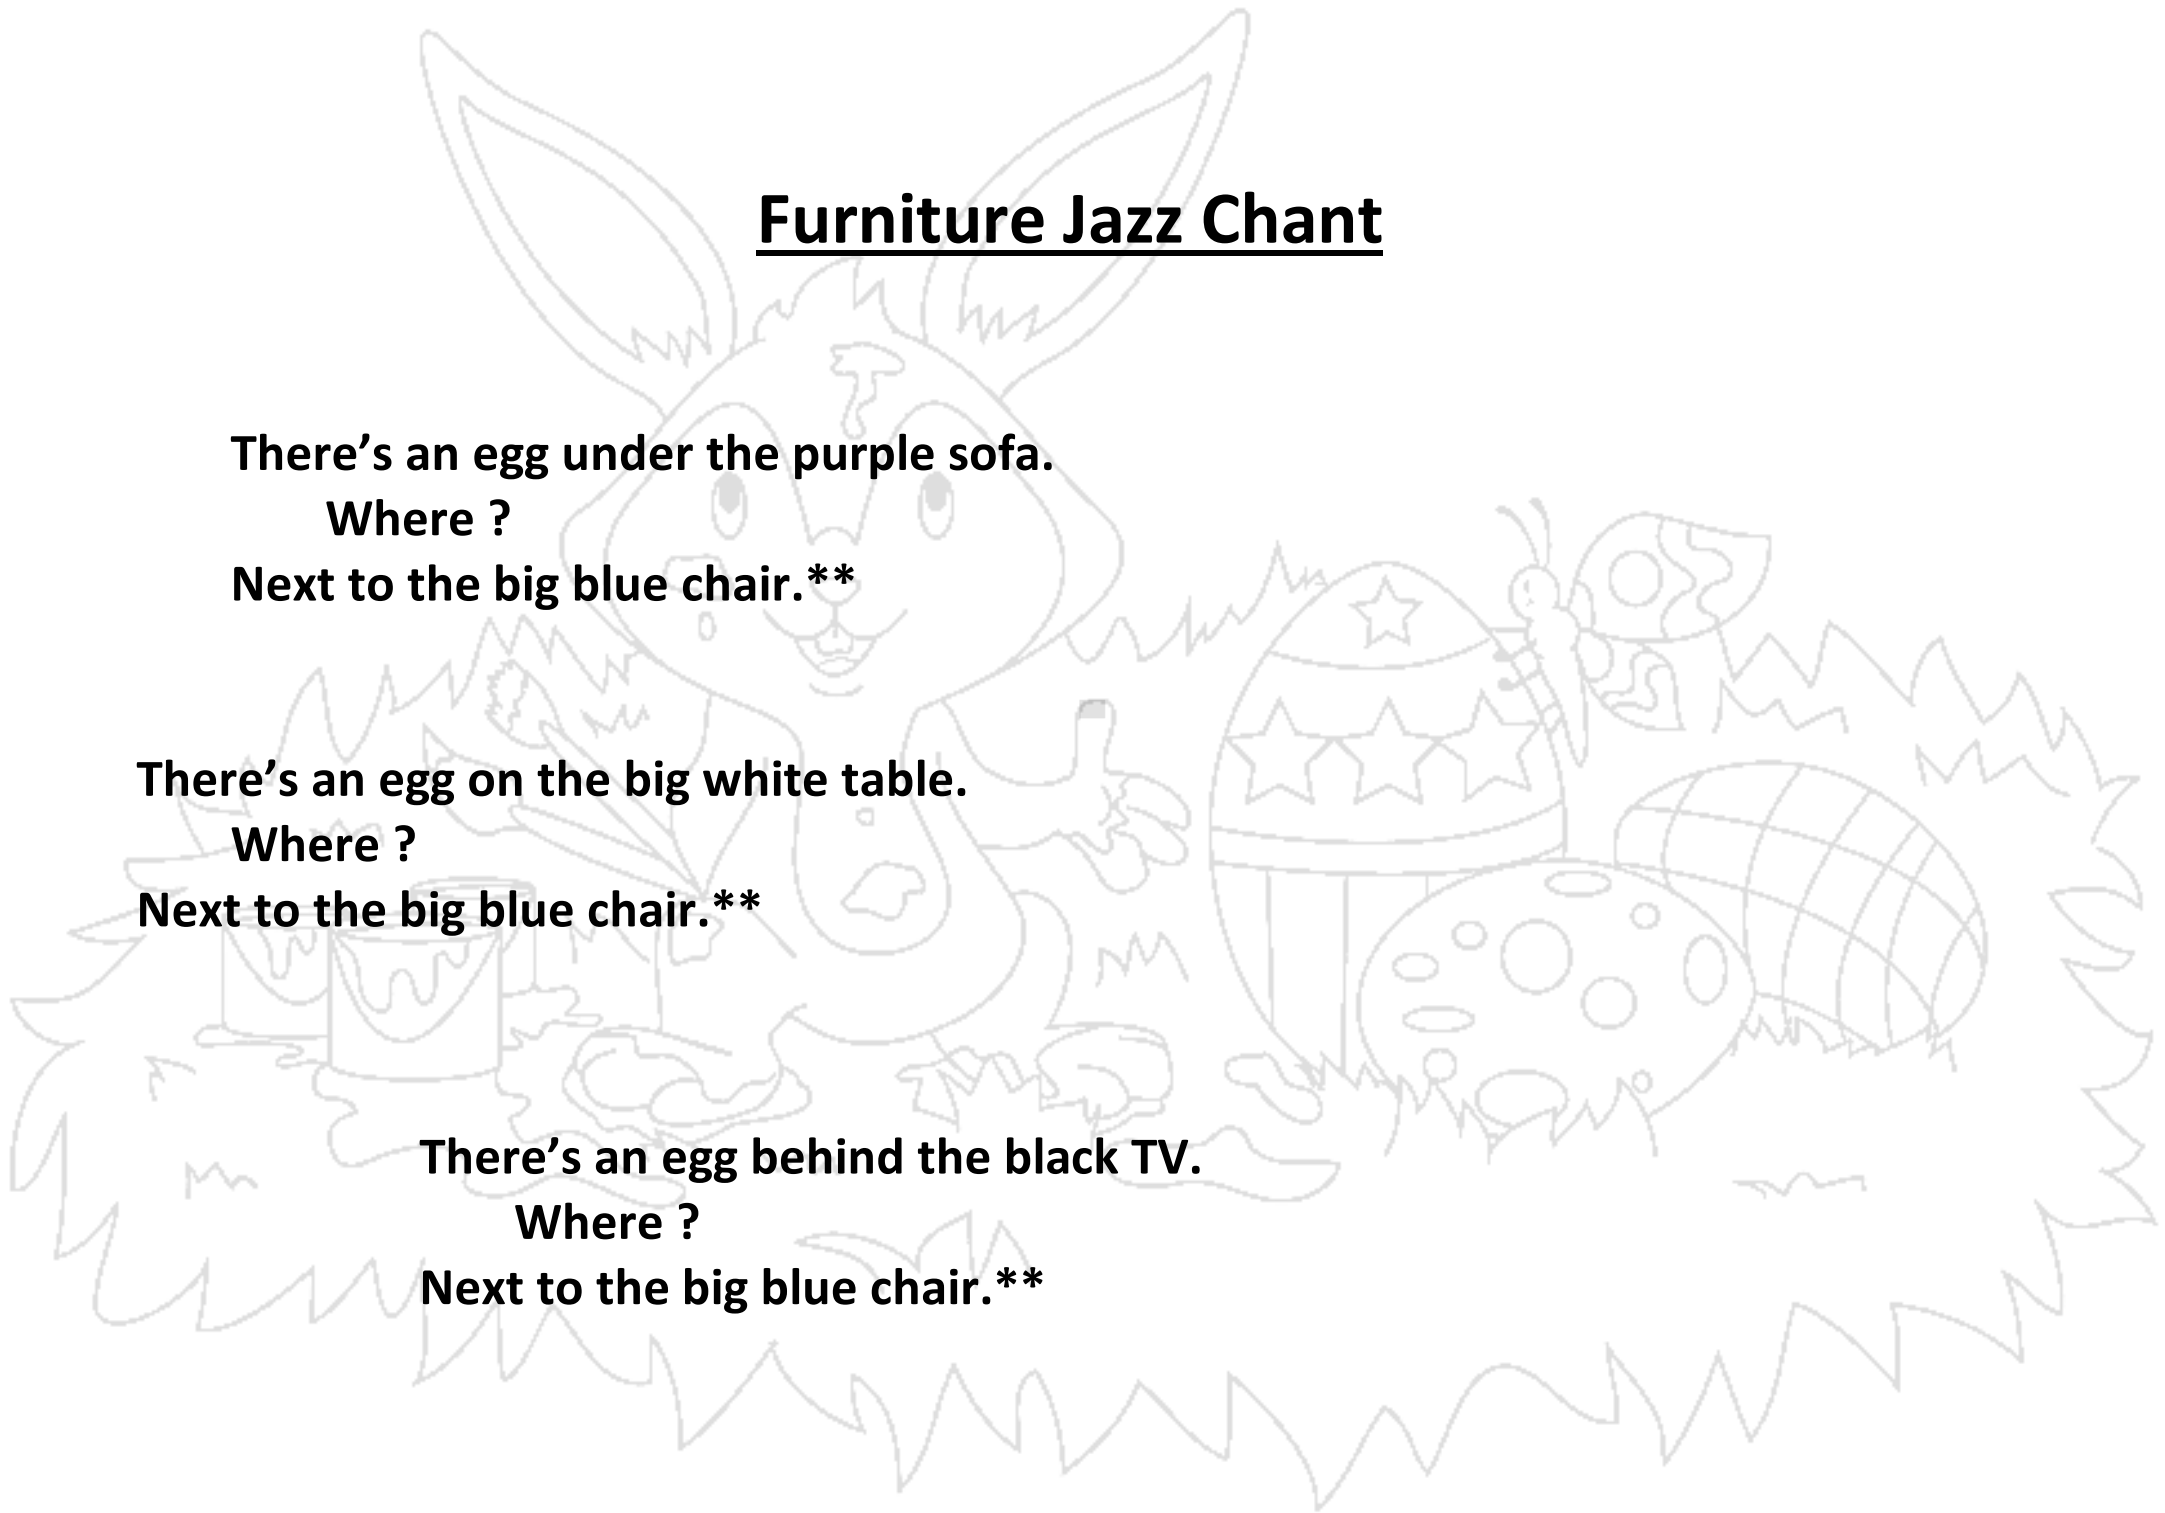 Furniture Jazz Chant
There’s an egg under the purple sofa.
Where ?
Next to the big blue chair.**
There’s an egg on the big white table.
Where ?
Next to the big blue chair.**
There’s an egg behind the black TV.
Where ?
Next to the big blue chair.**